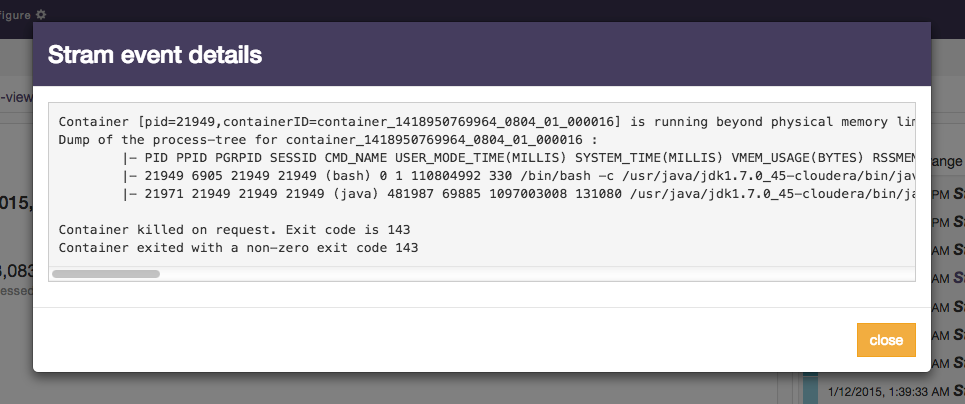 figure
Stram event details
-view
Container [pid=21949,containerID=container_1418950769964_0804_01_000016] is running beyond physical memory lim
Dump of the process-tree for container_1418950769964_0804_01_000016 :
|- PID PPID PGRPID SESSID CMD_NAME USER_MODE_TIME(MILLIS) SYSTEM_TIME(MILLIS) VMEM_USAGE(BYTES) RSSMEM
|- 21949 6905 21949 21949 (bash) 0 1 110804992 330 /bin/bash -c /usr/java/jdk1.7.0_45-cloudera/bin/jav
|- 21971 21949 21949 21949 (java) 481987 69885 1097003008 131080 /usr/java/jdk1.7.0_45-cloudera/bin/ja
Container killed on request. Exit code is 143
Container exited with a non-zero exit code 143
ange
015,
PM
PM
AM
AM
3,083
essed
AM
AM
close
AM
1/12/2015, 1:39:33 AM